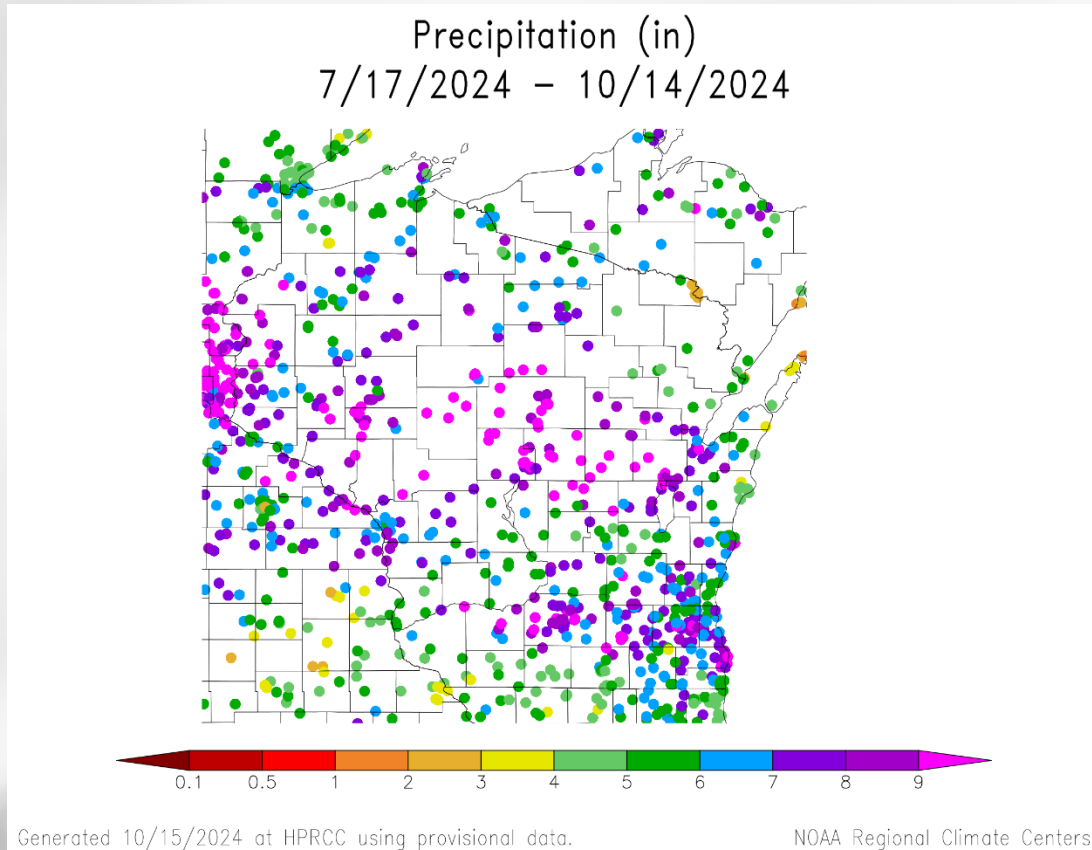 Precipitation (in)
7/17/2024 – 10/14/2024
0.1 0.5 1 2 3 4 5 6 7 8 9
Generated 10/15/2024 at HPRCC using provisional data. NOAA Regional Climate Centers